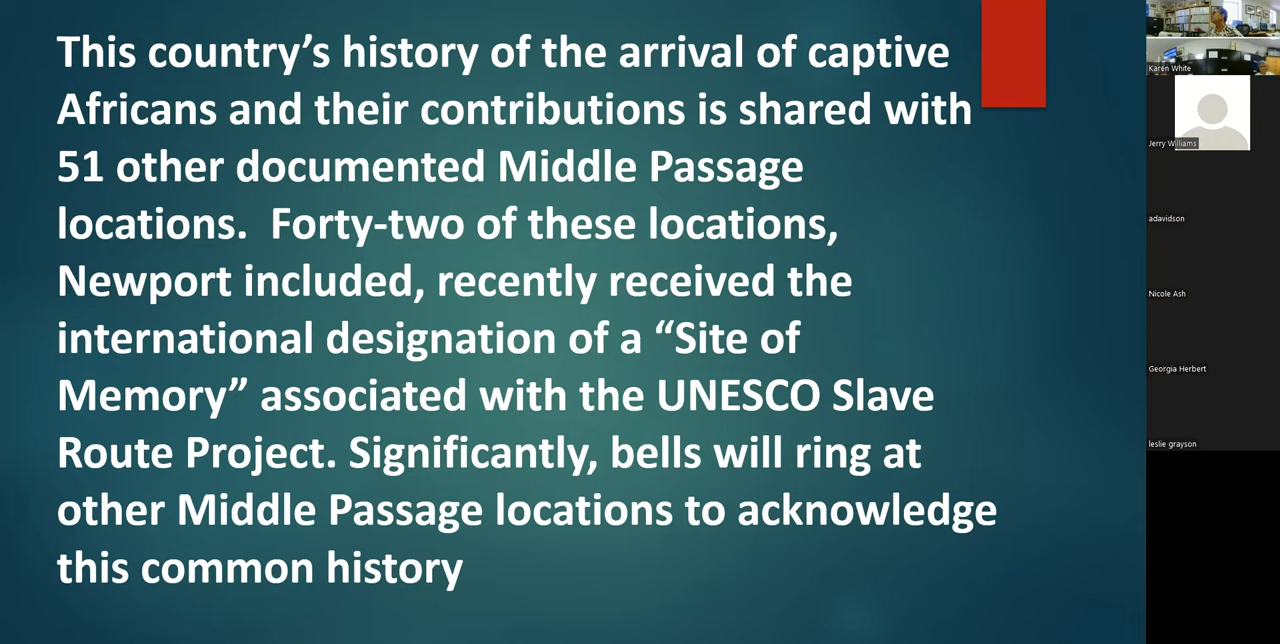 This country’s history of the arrival of captive
Africans and their contributions is shared with
51 other documented Middle Passage
locations.  Forty-two of these locations,
Newport included, recently received the
international designation of a “Site of
Memory” associated with the UNESCO Slave
Route Project. Significantly, bells will ring at
other Middle Passage locations to acknowledge
this common history
Karen White
Jerry Williams
adavidson
Nicole Ash
Georgia Herbert
leslie grayson